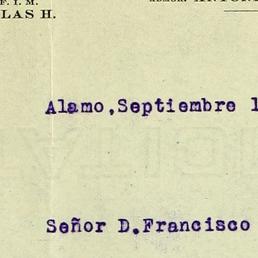 F. I. M.
LAS H.
Alamo,Septiembre 1
Señor D.Francisco